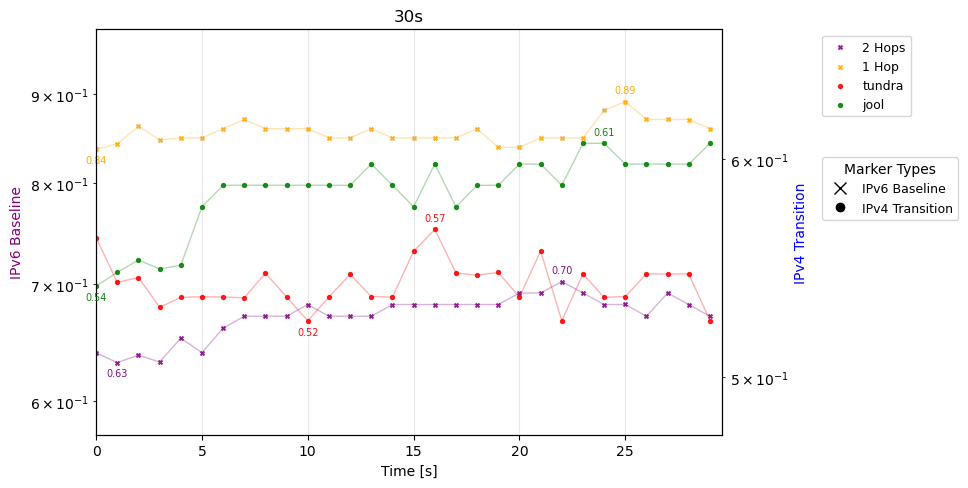 30s
2 Hops
1 Hop
tundra
jool
Marker Types
IPv6 Baseline
IPv4 Transition
9 × 10⁻¹
8 × 10⁻¹
7 × 10⁻¹
6 × 10⁻¹
IPv6 Baseline
6 × 10⁻¹
5 × 10⁻¹
IPv4 Transition
0.84
0.89
0.61
0.57
0.70
0.54
0.52
0.63
0
5
10
15
20
25
Time [s]